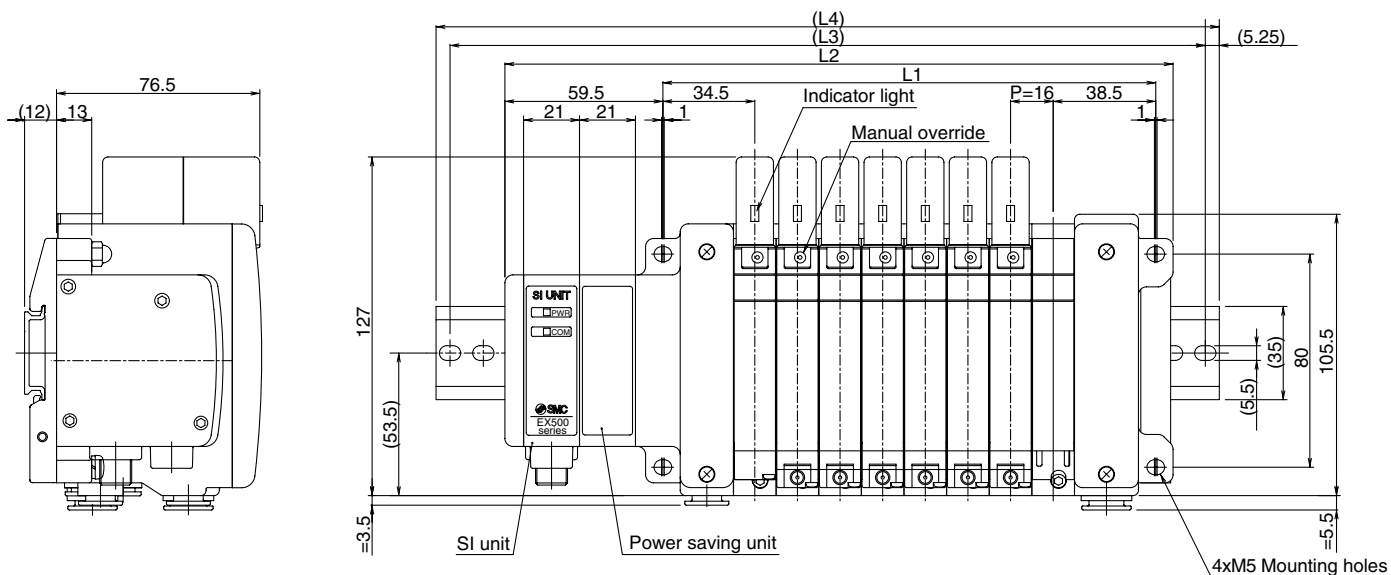 (L4)
(L3)
(5.25)
L2
L1
76.5
59.5
34.5
Indicator light
P=16
38.5
(12)
13
21
21
1
Manual override
1
127
SI UNIT
PWR
COM
(53.5)
SMC
EX500
series
(5.5)
(35)
80
105.5
=3.5
SI unit
Power saving unit
=5.5
4xM5 Mounting holes